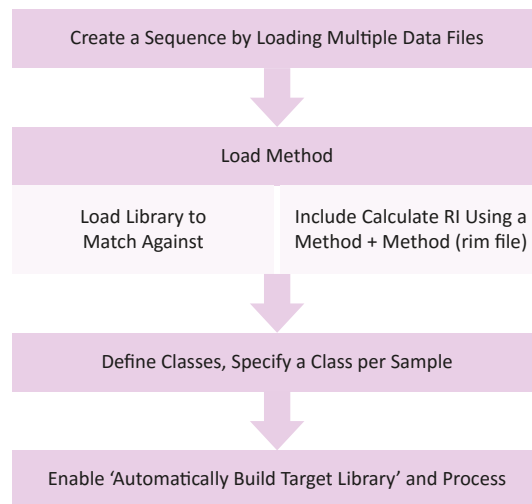 Create a Sequence by Loading Multiple Data Files
Load Method
Load Library to
Match Against
Include Calculate RI Using a
Method + Method (rim file)
Define Classes, Specify a Class per Sample
Enable ‘Automatically Build Target Library’ and Process